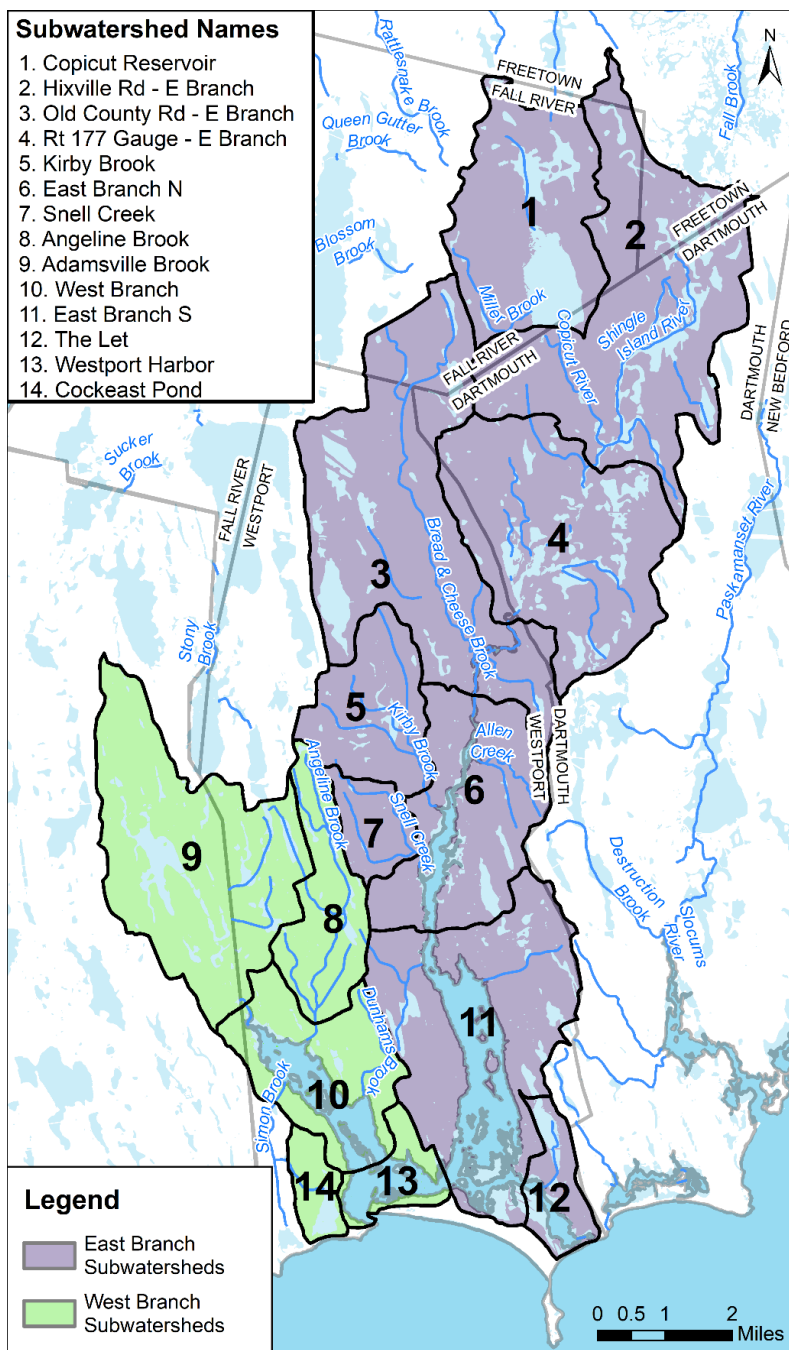 Subwatershed Names
1. Copicut Reservoir
2. Hixville Rd - E Branch
3. Old County Rd - E Branch
4. Rt 177 Gauge - E Branch
5. Kirby Brook
6. East Branch N
7. Snell Creek
8. Angeline Brook
9. Adamsville Brook
10. West Branch
11. East Branch S
12. The Let
13. Westport Harbor
14. Cockeast Pond
N
Rattlesnake
Brook
Queen Gutter
Brook
Fall Brook
FREETOWN
FALL RIVER
1
2
FREETOWN
DARTMOUTH
Blossom
Brook
Miller Brook
Copicut River
Shingle
Island River
FALL RIVER
DARTMOUTH
DARTMOUTH
NEW BEDFORD
Sucker
Brook
FALL RIVER
WESTPORT
3
Bread & Cheese Brook
4
Paskamanset River
Stony
Brook
5
Kirby Brook
Allen
Creek
WESTPORT
DARTMOUTH
6
Angeline Brook
7
Snell Creek
9
8
Destruction
Brook
Slocums
River
Dunhams Brook
11
Simon Brook
10
14
13
12
Legend
East Branch
Subwatersheds
West Branch
Subwatersheds
0 0.5 1 2
Miles